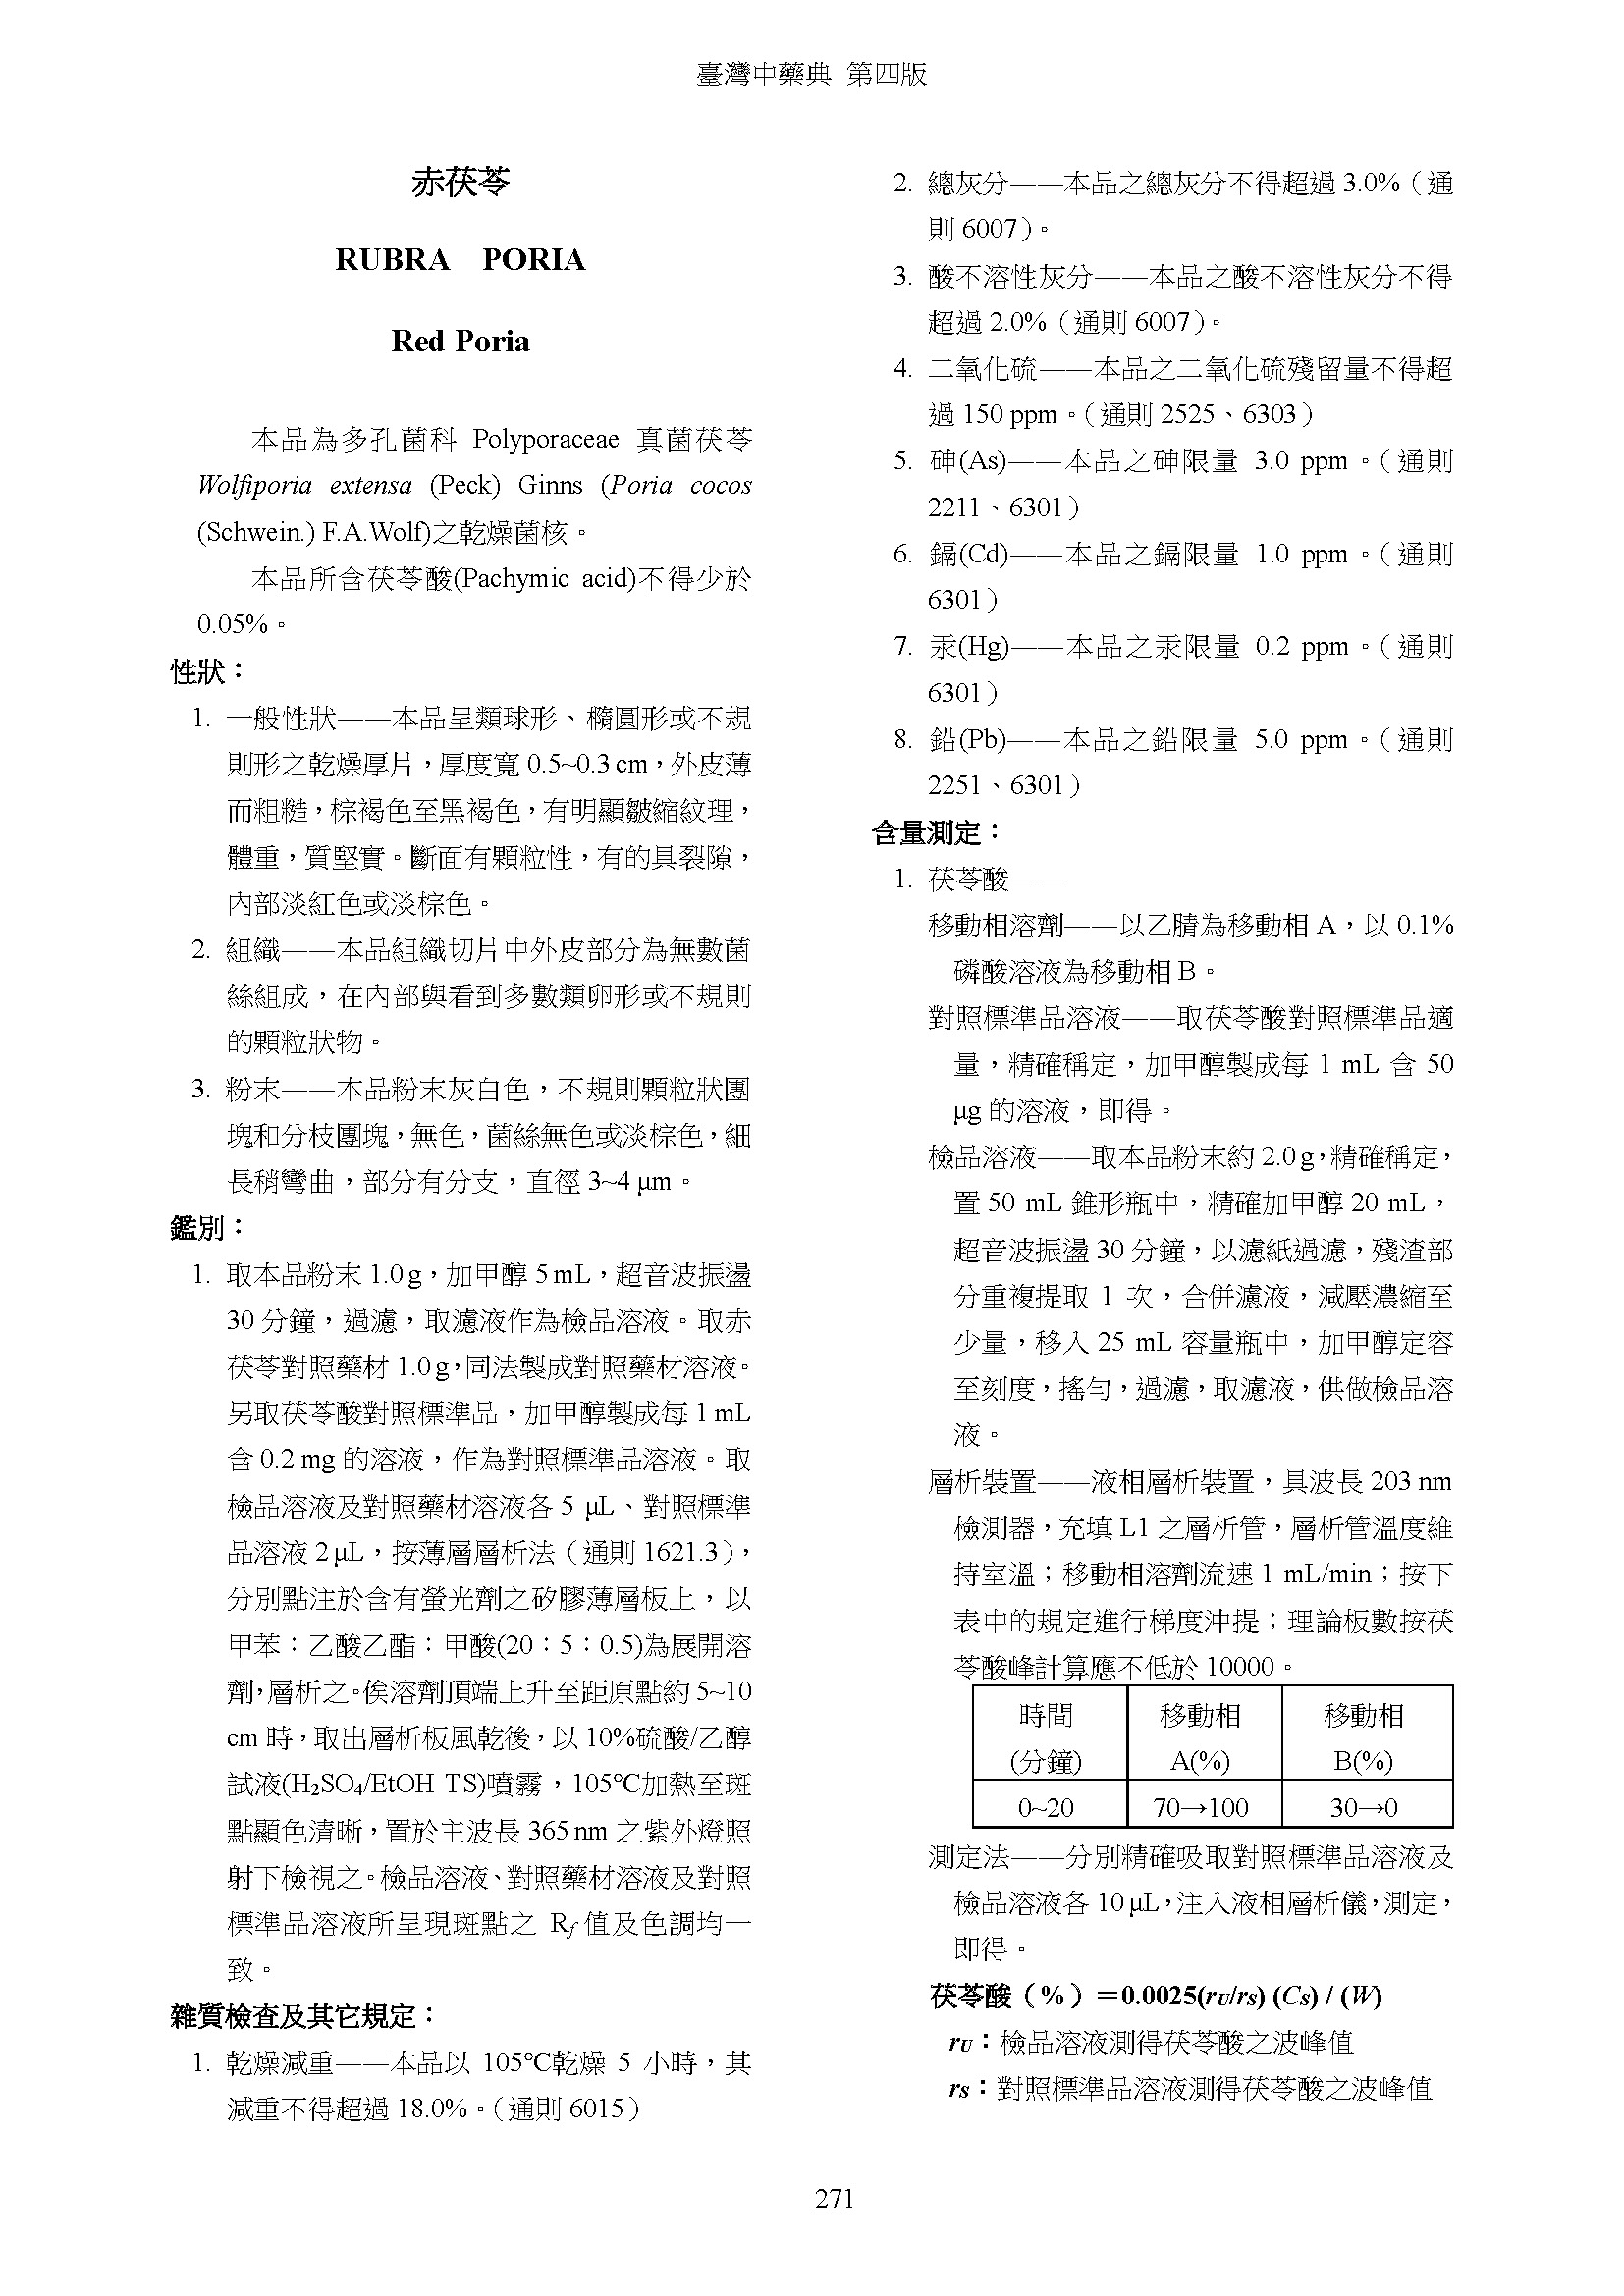 臺灣中藥典 第四版
赤茯苓
RUBRA PORIA
Red Poria
本品為多孔菌科 Polyporaceae 真菌茯苓
Wolfiporia extensa (Peck) Ginns (Poria cocos
(Schwein.) F.A.Wolf)之乾燥菌核。
本品所含茯苓酸(Pachymic acid)不得少於
0.05%。
性狀：
1. 一般性狀——本品呈類球形、橢圓形或不規
則形之乾燥厚片，厚度寬 0.5~0.3 cm，外皮薄
而粗糙，棕褐色至黑褐色，有明顯皺縮紋理，
體重，質堅實。斷面有顆粒性，有的具裂隙，
內部淡紅色或淡棕色。
2. 組織——本品組織切片中外皮部分為無數菌
絲組成，在內部與看到多數類卵形或不規則
的顆粒狀物。
3. 粉末——本品粉末灰白色，不規則顆粒狀團
塊和分枝團塊，無色，菌絲無色或淡棕色，細
長稍彎曲，部分有分支，直徑 3~4 μm。
鑑別：
1. 取本品粉末 1.0 g，加甲醇 5 mL，超音波振盪
30 分鐘，過濾，取濾液作為檢品溶液。取赤
茯苓對照藥材 1.0 g，同法製成對照藥材溶液。
另取茯苓酸對照標準品，加甲醇製成每 1 mL
含 0.2 mg 的溶液，作為對照標準品溶液。取
檢品溶液及對照藥材溶液各 5 μL、對照標準
品溶液 2 μL，按薄層層析法（通則 1621.3），
分別點注於含有螢光劑之矽膠薄層板上，以
甲苯：乙酸乙酯：甲酸(20：5：0.5)為展開溶
劑，層析之。俟溶劑頂端上升至距原點約 5~10
cm 時，取出層析板風乾後，以 10%硫酸/乙醇
試液(H₂SO₄/EtOH TS)噴霧，105℃加熱至斑
點顯色清晰，置於主波長 365 nm 之紫外燈照
射下檢視之。檢品溶液、對照藥材溶液及對照
標準品溶液所呈現斑點之 Rf 值及色調均一
致。
雜質檢查及其它規定：
1. 乾燥減重——本品以 105℃乾燥 5 小時，其
減重不得超過 18.0%。（通則 6015）
2. 總灰分——本品之總灰分不得超過 3.0%（通
則 6007）。
3. 酸不溶性灰分——本品之酸不溶性灰分不得
超過 2.0%（通則 6007）。
4. 二氧化硫——本品之二氧化硫殘留量不得超
過 150 ppm。（通則 2525、6303）
5. 砷(As)——本品之砷限量 3.0 ppm。（通則
2211、6301）
6. 鎘(Cd)——本品之鎘限量 1.0 ppm。（通則
6301）
7. 汞(Hg)——本品之汞限量 0.2 ppm。（通則
6301）
8. 鉛(Pb)——本品之鉛限量 5.0 ppm。（通則
2251、6301）
含量測定：
1. 茯苓酸——
移動相溶劑——以乙腈為移動相 A，以 0.1%
磷酸溶液為移動相 B。
對照標準品溶液——取茯苓酸對照標準品適
量，精確稱定，加甲醇製成每 1 mL 含 50
μg 的溶液，即得。
檢品溶液——取本品粉末約 2.0 g，精確稱定，
置 50 mL 錐形瓶中，精確加甲醇 20 mL，
超音波振盪 30 分鐘，以濾紙過濾，殘渣部
分重複提取 1 次，合併濾液，減壓濃縮至
少量，移入 25 mL 容量瓶中，加甲醇定容
至刻度，搖勻，過濾，取濾液，供做檢品溶
液。
層析裝置——液相層析裝置，具波長 203 nm
檢測器，充填 L1 之層析管，層析管溫度維
持室溫；移動相溶劑流速 1 mL/min；按下
表中的規定進行梯度沖提；理論板數按茯
苓酸峰計算應不低於 10000。
時間 移動相 移動相
(分鐘) A(%) B(%)
0~20 70→100 30→0
測定法——分別精確吸取對照標準品溶液及
檢品溶液各 10 μL，注入液相層析儀，測定，
即得。
茯苓酸（%）＝0.0025(rU/rS) (CS) / (W)
rU：檢品溶液測得茯苓酸之波峰值
rS：對照標準品溶液測得茯苓酸之波峰值
271